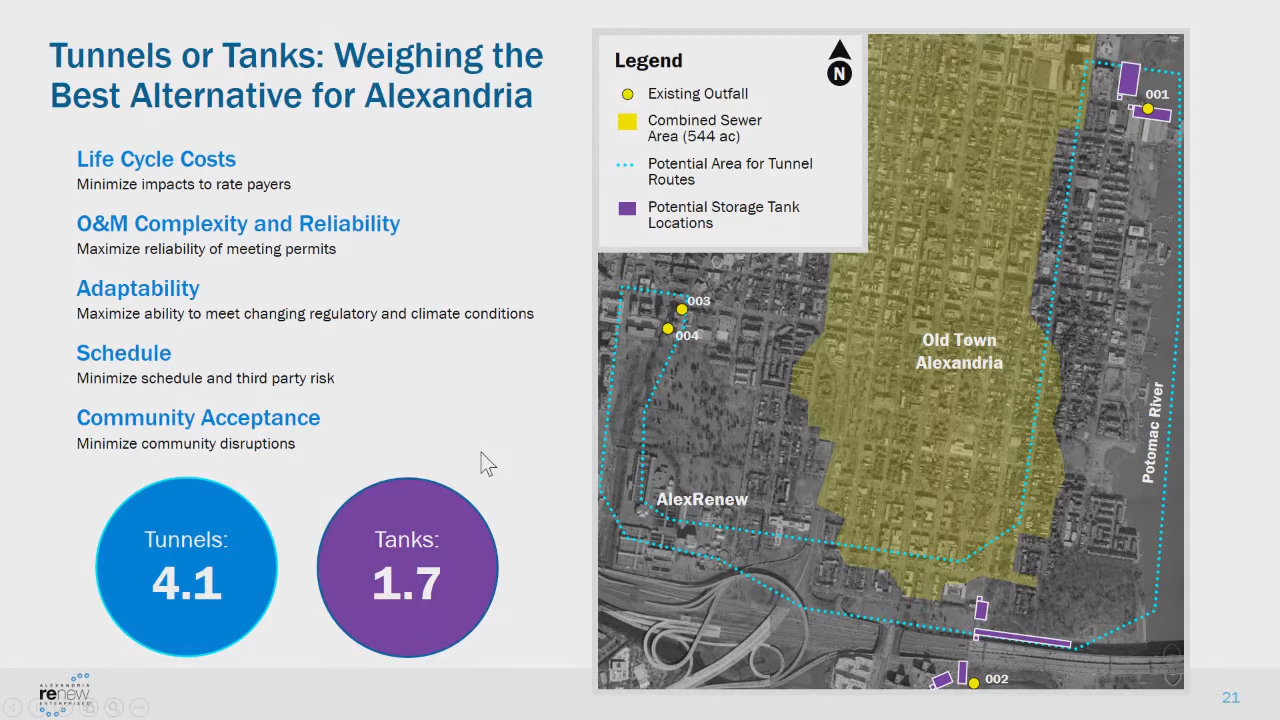 Tunnels or Tanks: Weighing the
Best Alternative for Alexandria
Life Cycle Costs
Minimize impacts to rate payers
O&M Complexity and Reliability
Maximize reliability of meeting permits
Adaptability
Maximize ability to meet changing regulatory and climate conditions
Schedule
Minimize schedule and third party risk
Community Acceptance
Minimize community disruptions
Tunnels:
4.1
Tanks:
1.7
Legend
N
Existing Outfall
Combined Sewer
Area (544 ac)
Potential Area for Tunnel
Routes
Potential Storage Tank
Locations
001
003
004
Old Town
Alexandria
Potomac River
AlexRenew
002
ALEXANDRIA
renew
ENTERPRISES
21